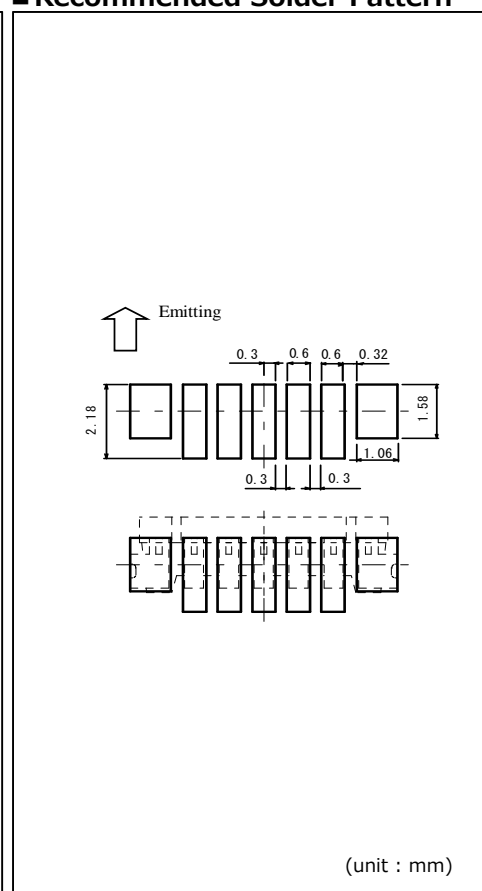 ■Recommended Solder Pattern
Emitting
0.3 0.6 0.6 0.32
2.18
1.58
1.06
0.3 0.3
(unit : mm)